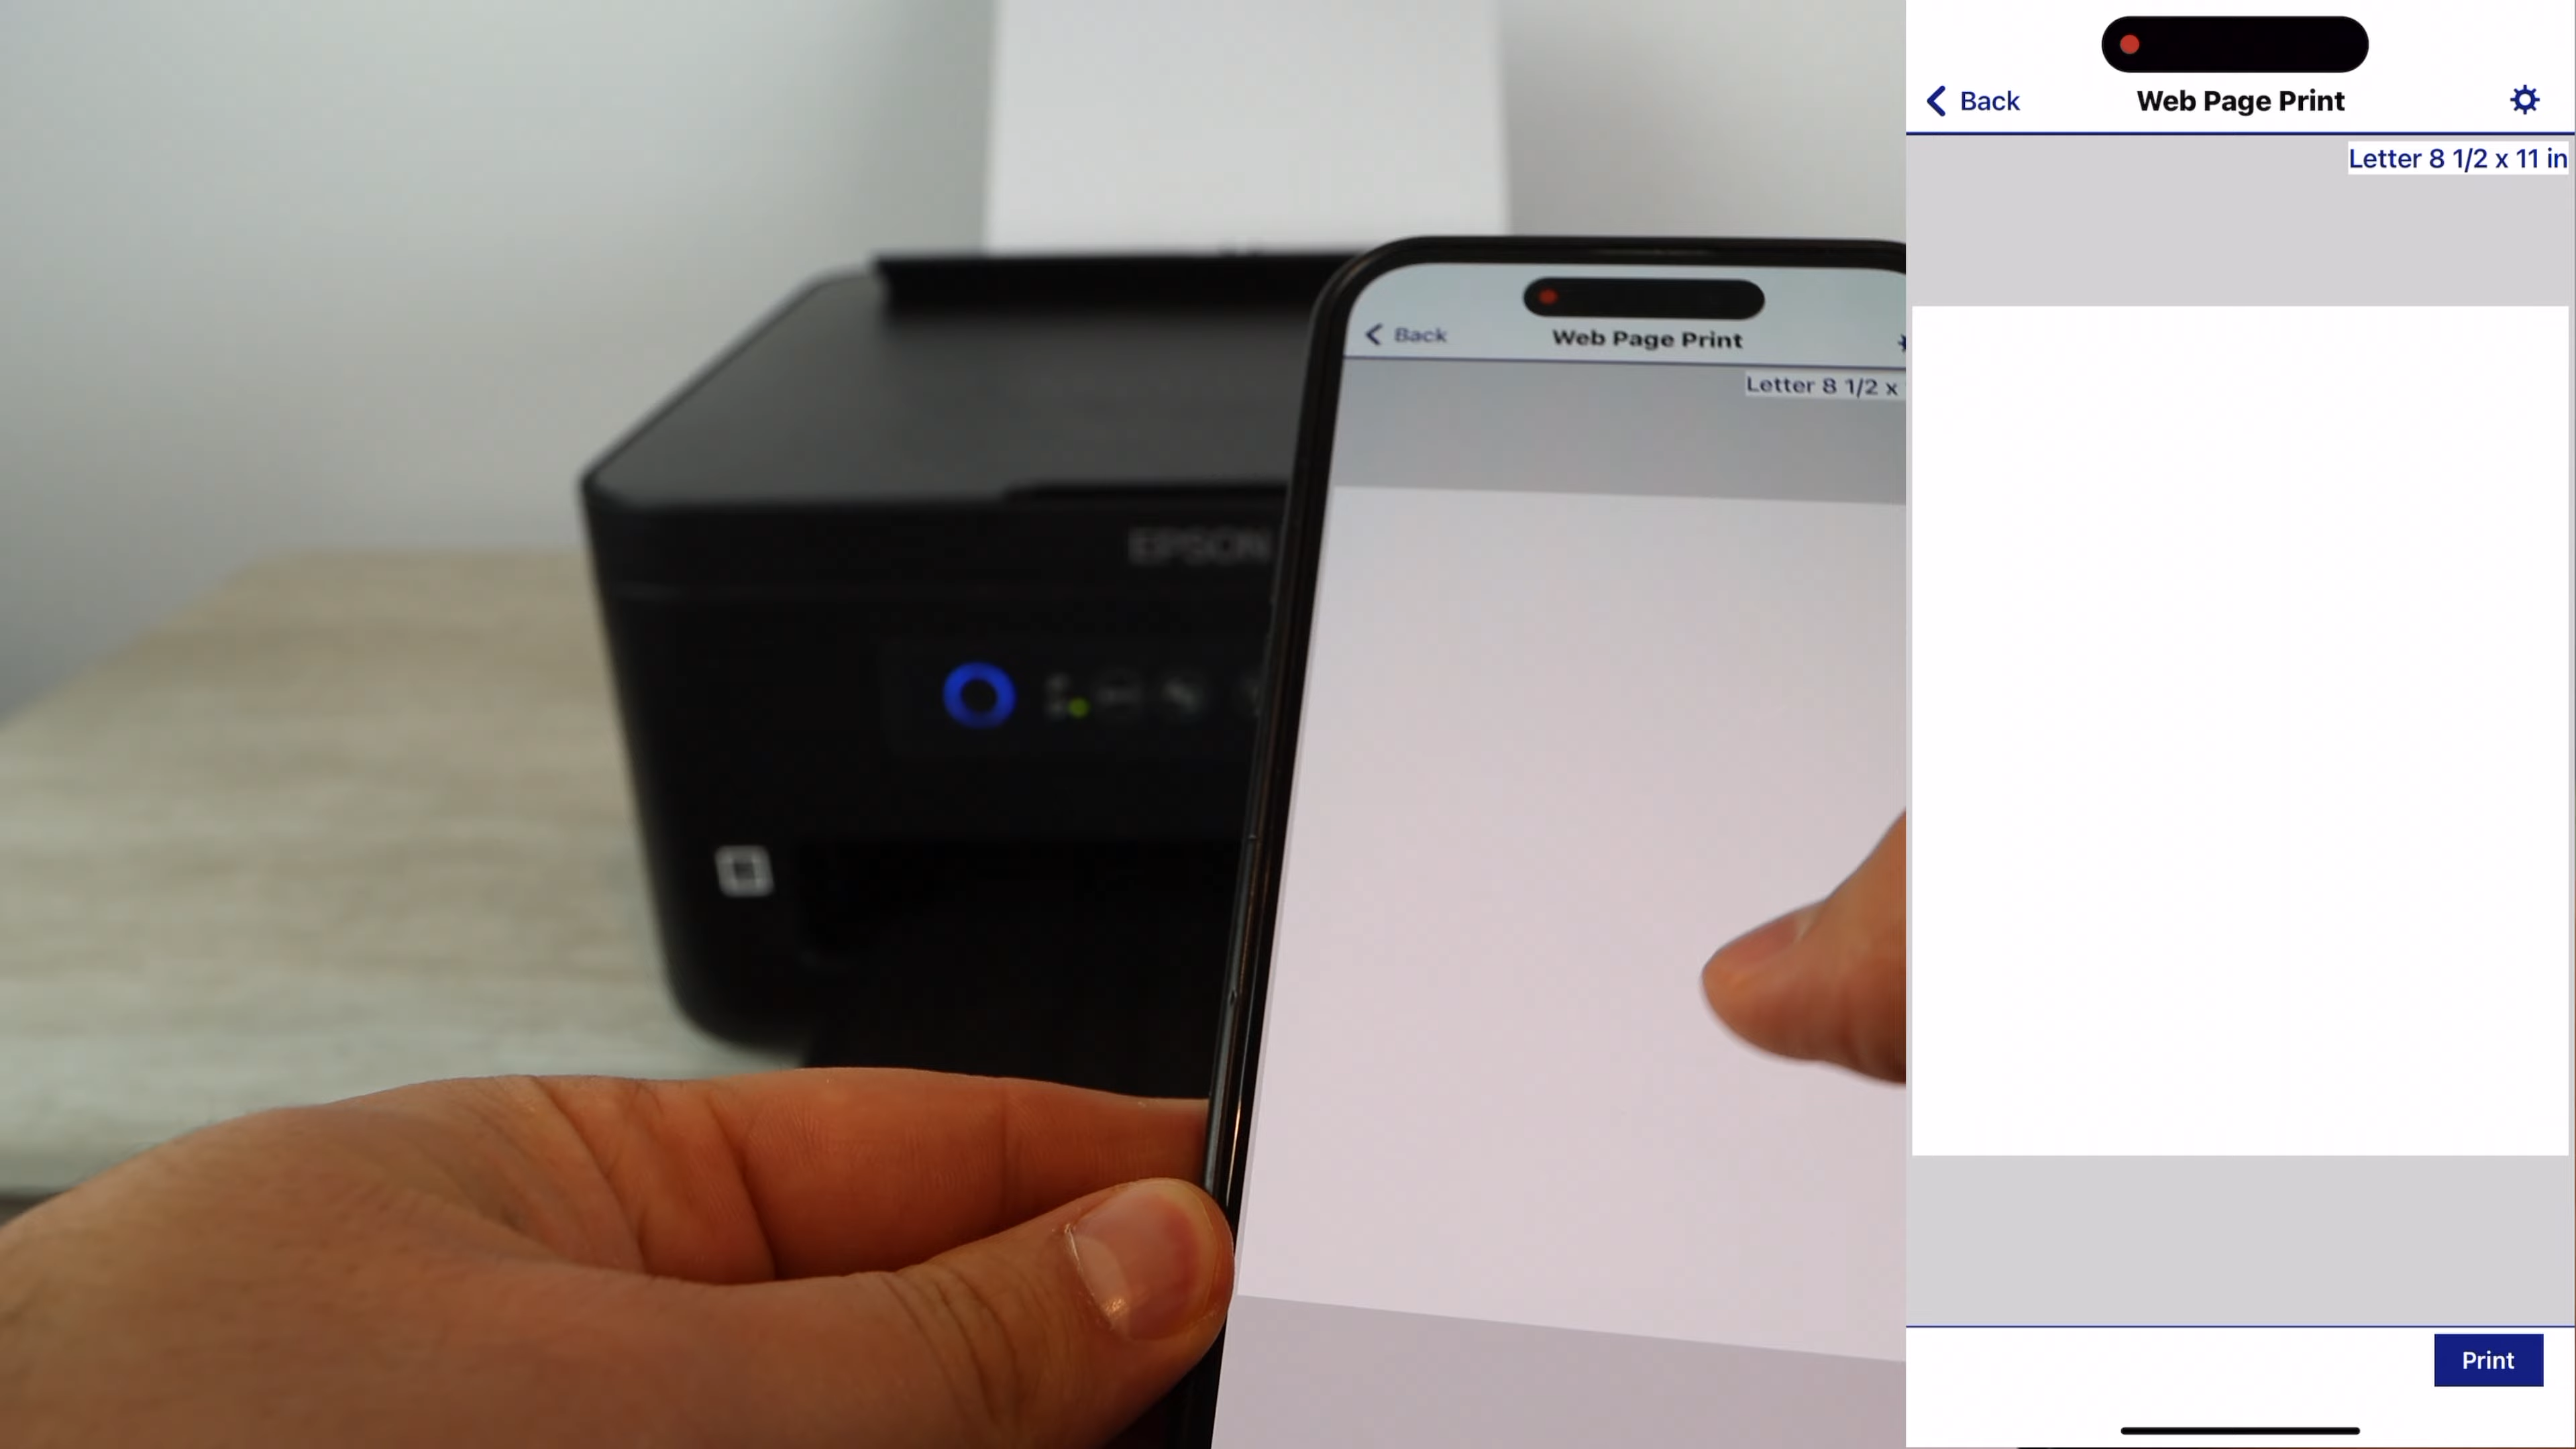 EPSON
Back
Web Page Print
Letter 8 1/2 x
Back
Web Page Print
Letter 8 1/2 x 11 in
Print